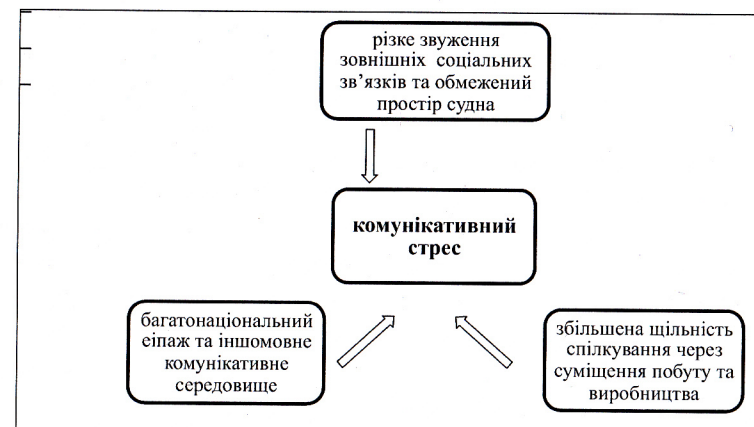 різке звуження
зовнішніх соціальних
зв’язків та обмежений
простір судна
комунікативний
стрес
багатонаціональний
еіпаж та іншомовне
комунікативне
середовище
збільшена щільність
спілкування через
суміщення побуту та
виробництва